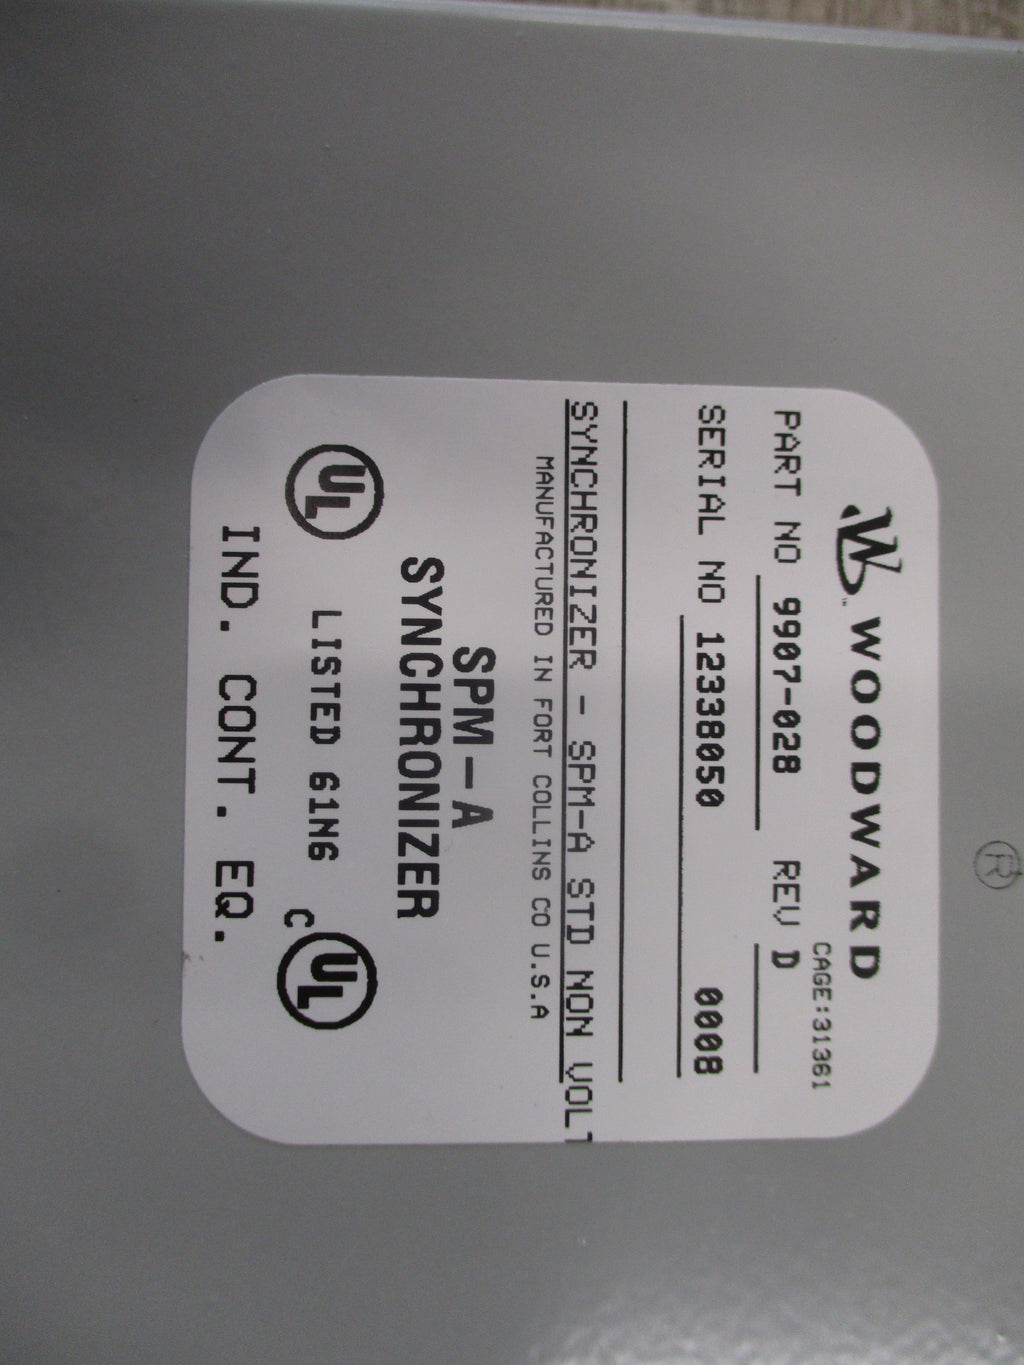 ®
WOODWARD
CAGE:31361
PART NO 9907-028 REV D
SERIAL NO 12338050 0008
SYNCHRONIZER - SPM-A STD NON VOLT
MANUFACTURED IN FORT COLLINS CO U.S.A
SPM-A
SYNCHRONIZER
UL LISTED 61N6 C UL
IND. CONT. EQ.